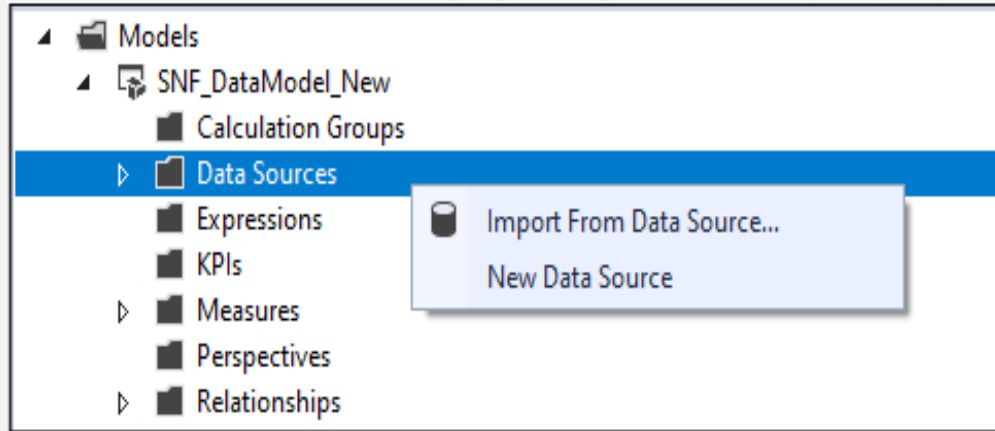 Models
SNF_DataModel_New
Calculation Groups
Data Sources
Import From Data Source...
New Data Source
Expressions
KPIs
Measures
Perspectives
Relationships